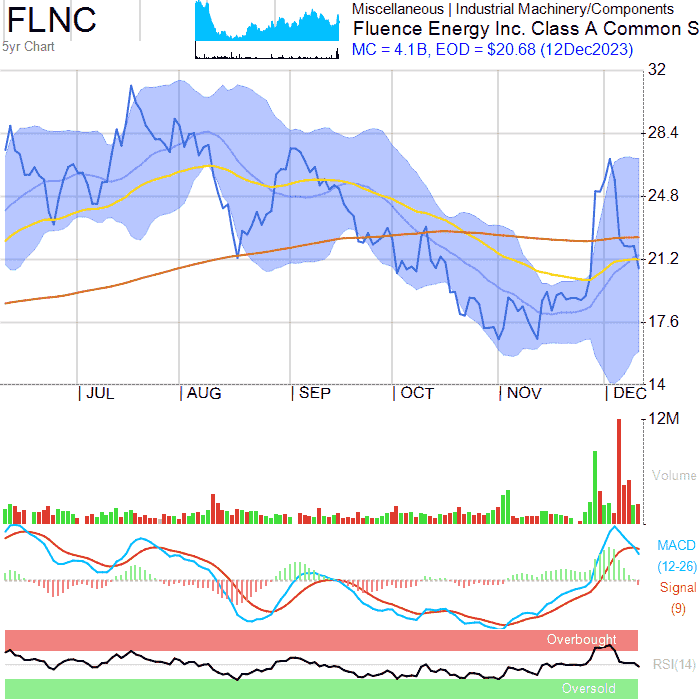 FLNC
5yr Chart
Miscellaneous | Industrial Machinery/Components
Fluence Energy Inc. Class A Common S
MC = 4.1B, EOD = $20.68 (12Dec2023)
32
28.4
24.8
21.2
17.6
14
JUL AUG SEP OCT NOV DEC
12M
Volume
MACD
(12-26)
Signal
(9)
Overbought
RSI(14)
Oversold